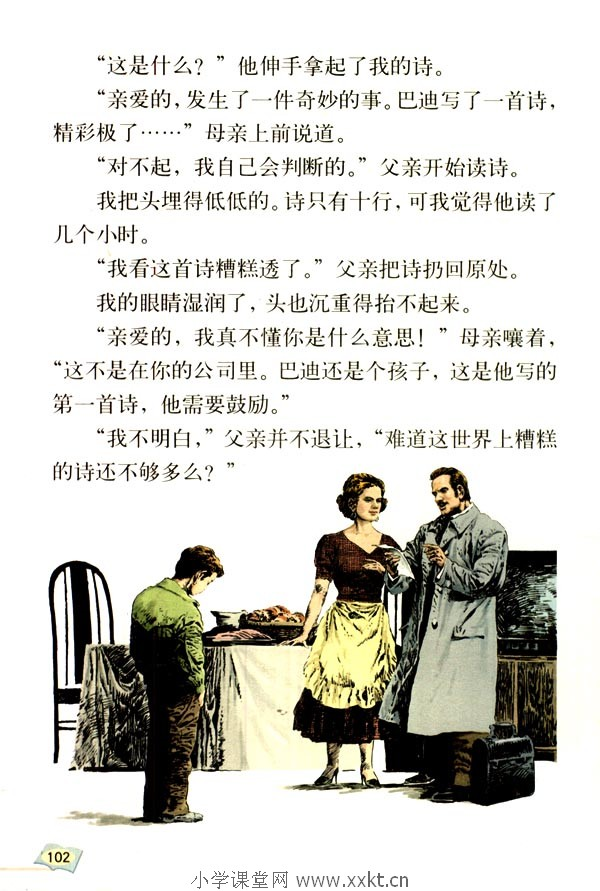 “这是什么？”他伸手拿起了我的诗。
“亲爱的，发生了一件奇妙的事。巴迪写了一首诗，
精彩极了……”母亲上前说道。
“对不起，我自己会判断的。”父亲开始读诗。
我把头埋得低低的。诗只有十行，可我觉得他读了
几个小时。
“我看这首诗糟糕透了。”父亲把诗扔回原处。
我的眼睛湿润了，头也沉重得抬不起来。
“亲爱的，我真不懂你是什么意思！”母亲嚷着，
“这不是在你的公司里。巴迪还是个孩子，这是他写的
第一首诗，他需要鼓励。”
“我不明白，”父亲并不退让，“难道这世界上糟糕
的诗还不够多么？”
102
小学课堂网 www.xxkt.cn